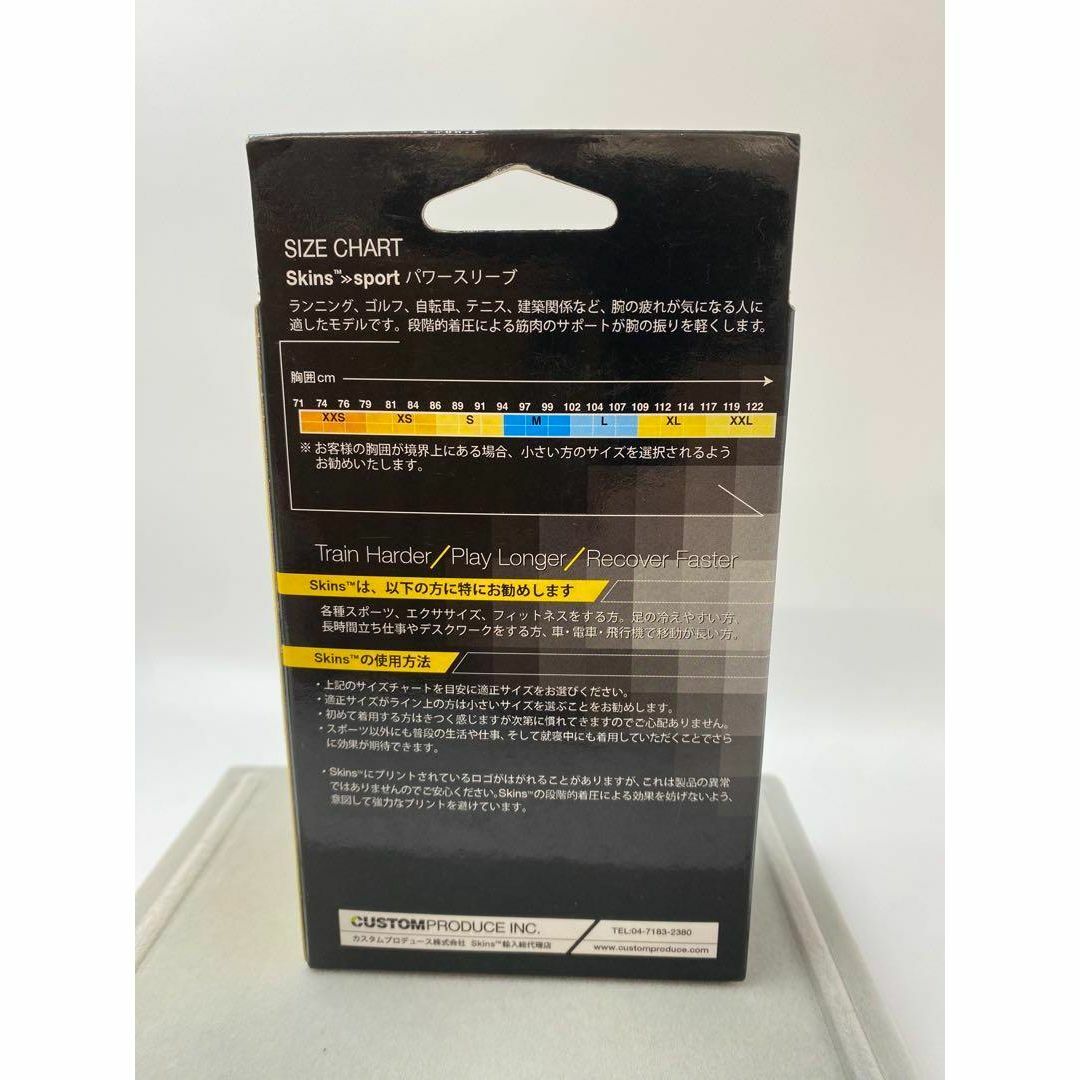 SIZE CHART
Skins™»sport パワースリーブ
ランニング、ゴルフ、自転車、テニス、建築関係など、腕の疲れが気になる人に
適したモデルです。段階的着圧による筋肉のサポートが腕の振りを軽くします。
胸囲cm
71 74 76 79 81 84 86 89 91 94 97 99 102 104 107 109 112 114 117 119 122
XXS XS S M L XL XXL
※ お客様の胸囲が境界上にある場合、小さい方のサイズを選択されるよう
お勧めいたします。
Train Harder/Play Longer/Recover Faster
Skins™は、以下の方に特にお勧めします
各種スポーツ、エクササイズ、フィットネスをする方。足の冷えやすい方、
長時間立ち仕事やデスクワークをする方、車・電車・飛行機で移動が長い方。
Skins™の使用方法
・上記のサイズチャートを目安に適正サイズをお選びください。
・適正サイズがライン上の方は小さいサイズを選ぶことをお勧めします。
・初めて着用する方はきつく感じますが次第に慣れてきますのでご心配ありません。
・スポーツ以外にも普段の生活や仕事、そして就寝中にも着用していただくことでさら
に効果が期待できます。
・Skins™にプリントされているロゴがはがれることがありますが、これは製品の異常
ではありませんのでご安心ください。Skins™の段階的着圧による効果を妨げないよう、
意図して強力なプリントを避けています。
CUSTOMPRODUCE INC.
カスタムプロデュース株式会社 Skins™輸入総代理店
TEL:04-7183-2380
www.customproduce.com